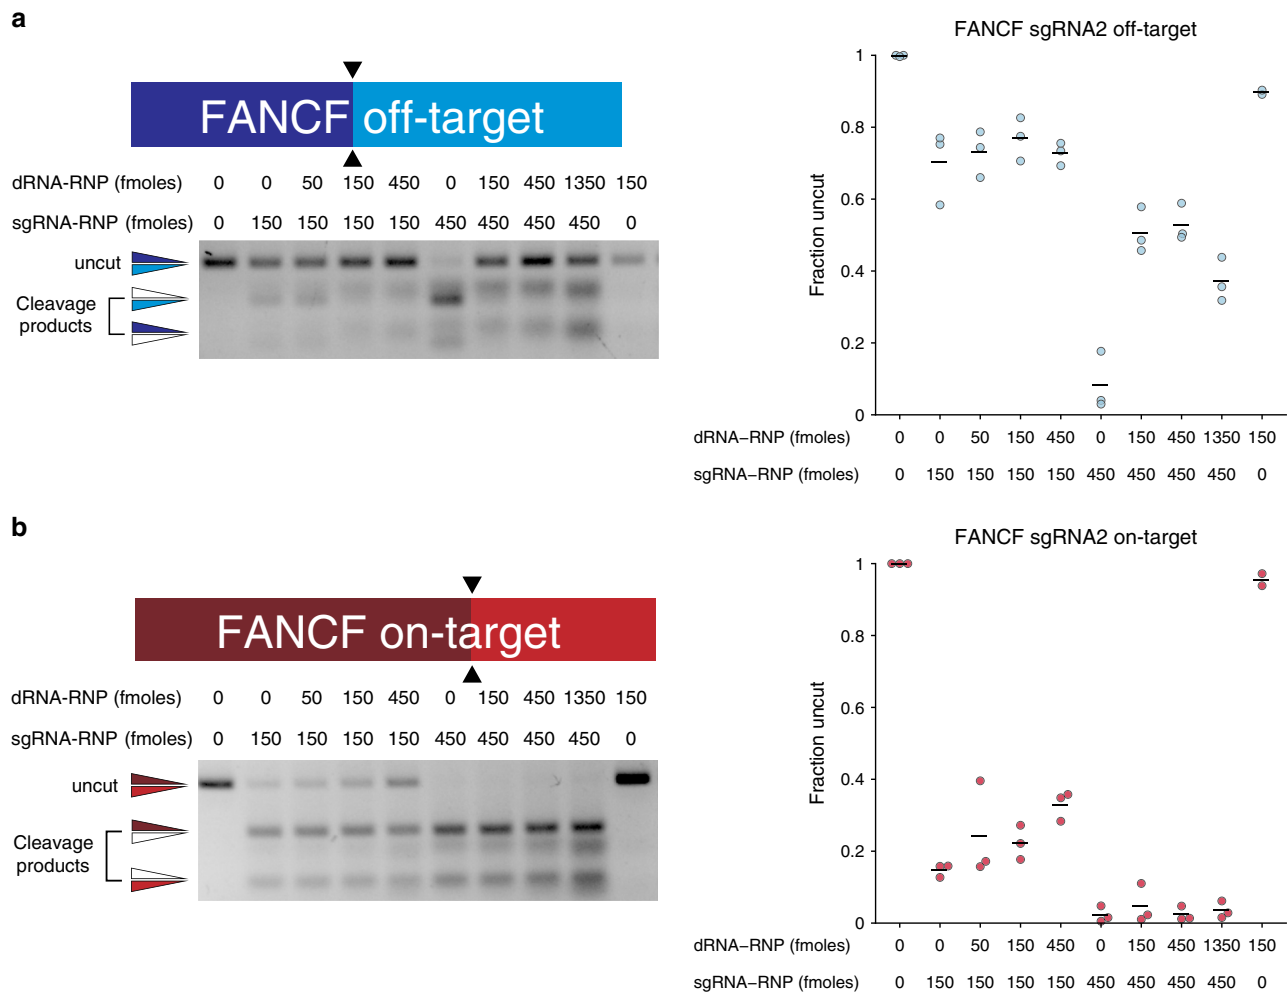 a
FANCF off-target
dRNA-RNP (fmoles) 0 0 50 150 450 0 150 450 1350 150
sgRNA-RNP (fmoles) 0 150 150 150 150 450 450 450 450 0
uncut
Cleavage
products
FANCF sgRNA2 off-target
Fraction uncut
1
0.8
0.6
0.4
0.2
0
dRNA–RNP (fmoles) 0 0 50 150 450 0 150 450 1350 150
sgRNA–RNP (fmoles) 0 150 150 150 150 450 450 450 450 0
b
FANCF on-target
dRNA-RNP (fmoles) 0 0 50 150 450 0 150 450 1350 150
sgRNA-RNP (fmoles) 0 150 150 150 150 450 450 450 450 0
uncut
Cleavage
products
FANCF sgRNA2 on-target
Fraction uncut
1
0.8
0.6
0.4
0.2
0
dRNA–RNP (fmoles) 0 0 50 150 450 0 150 450 1350 150
sgRNA–RNP (fmoles) 0 150 150 150 150 450 450 450 450 0